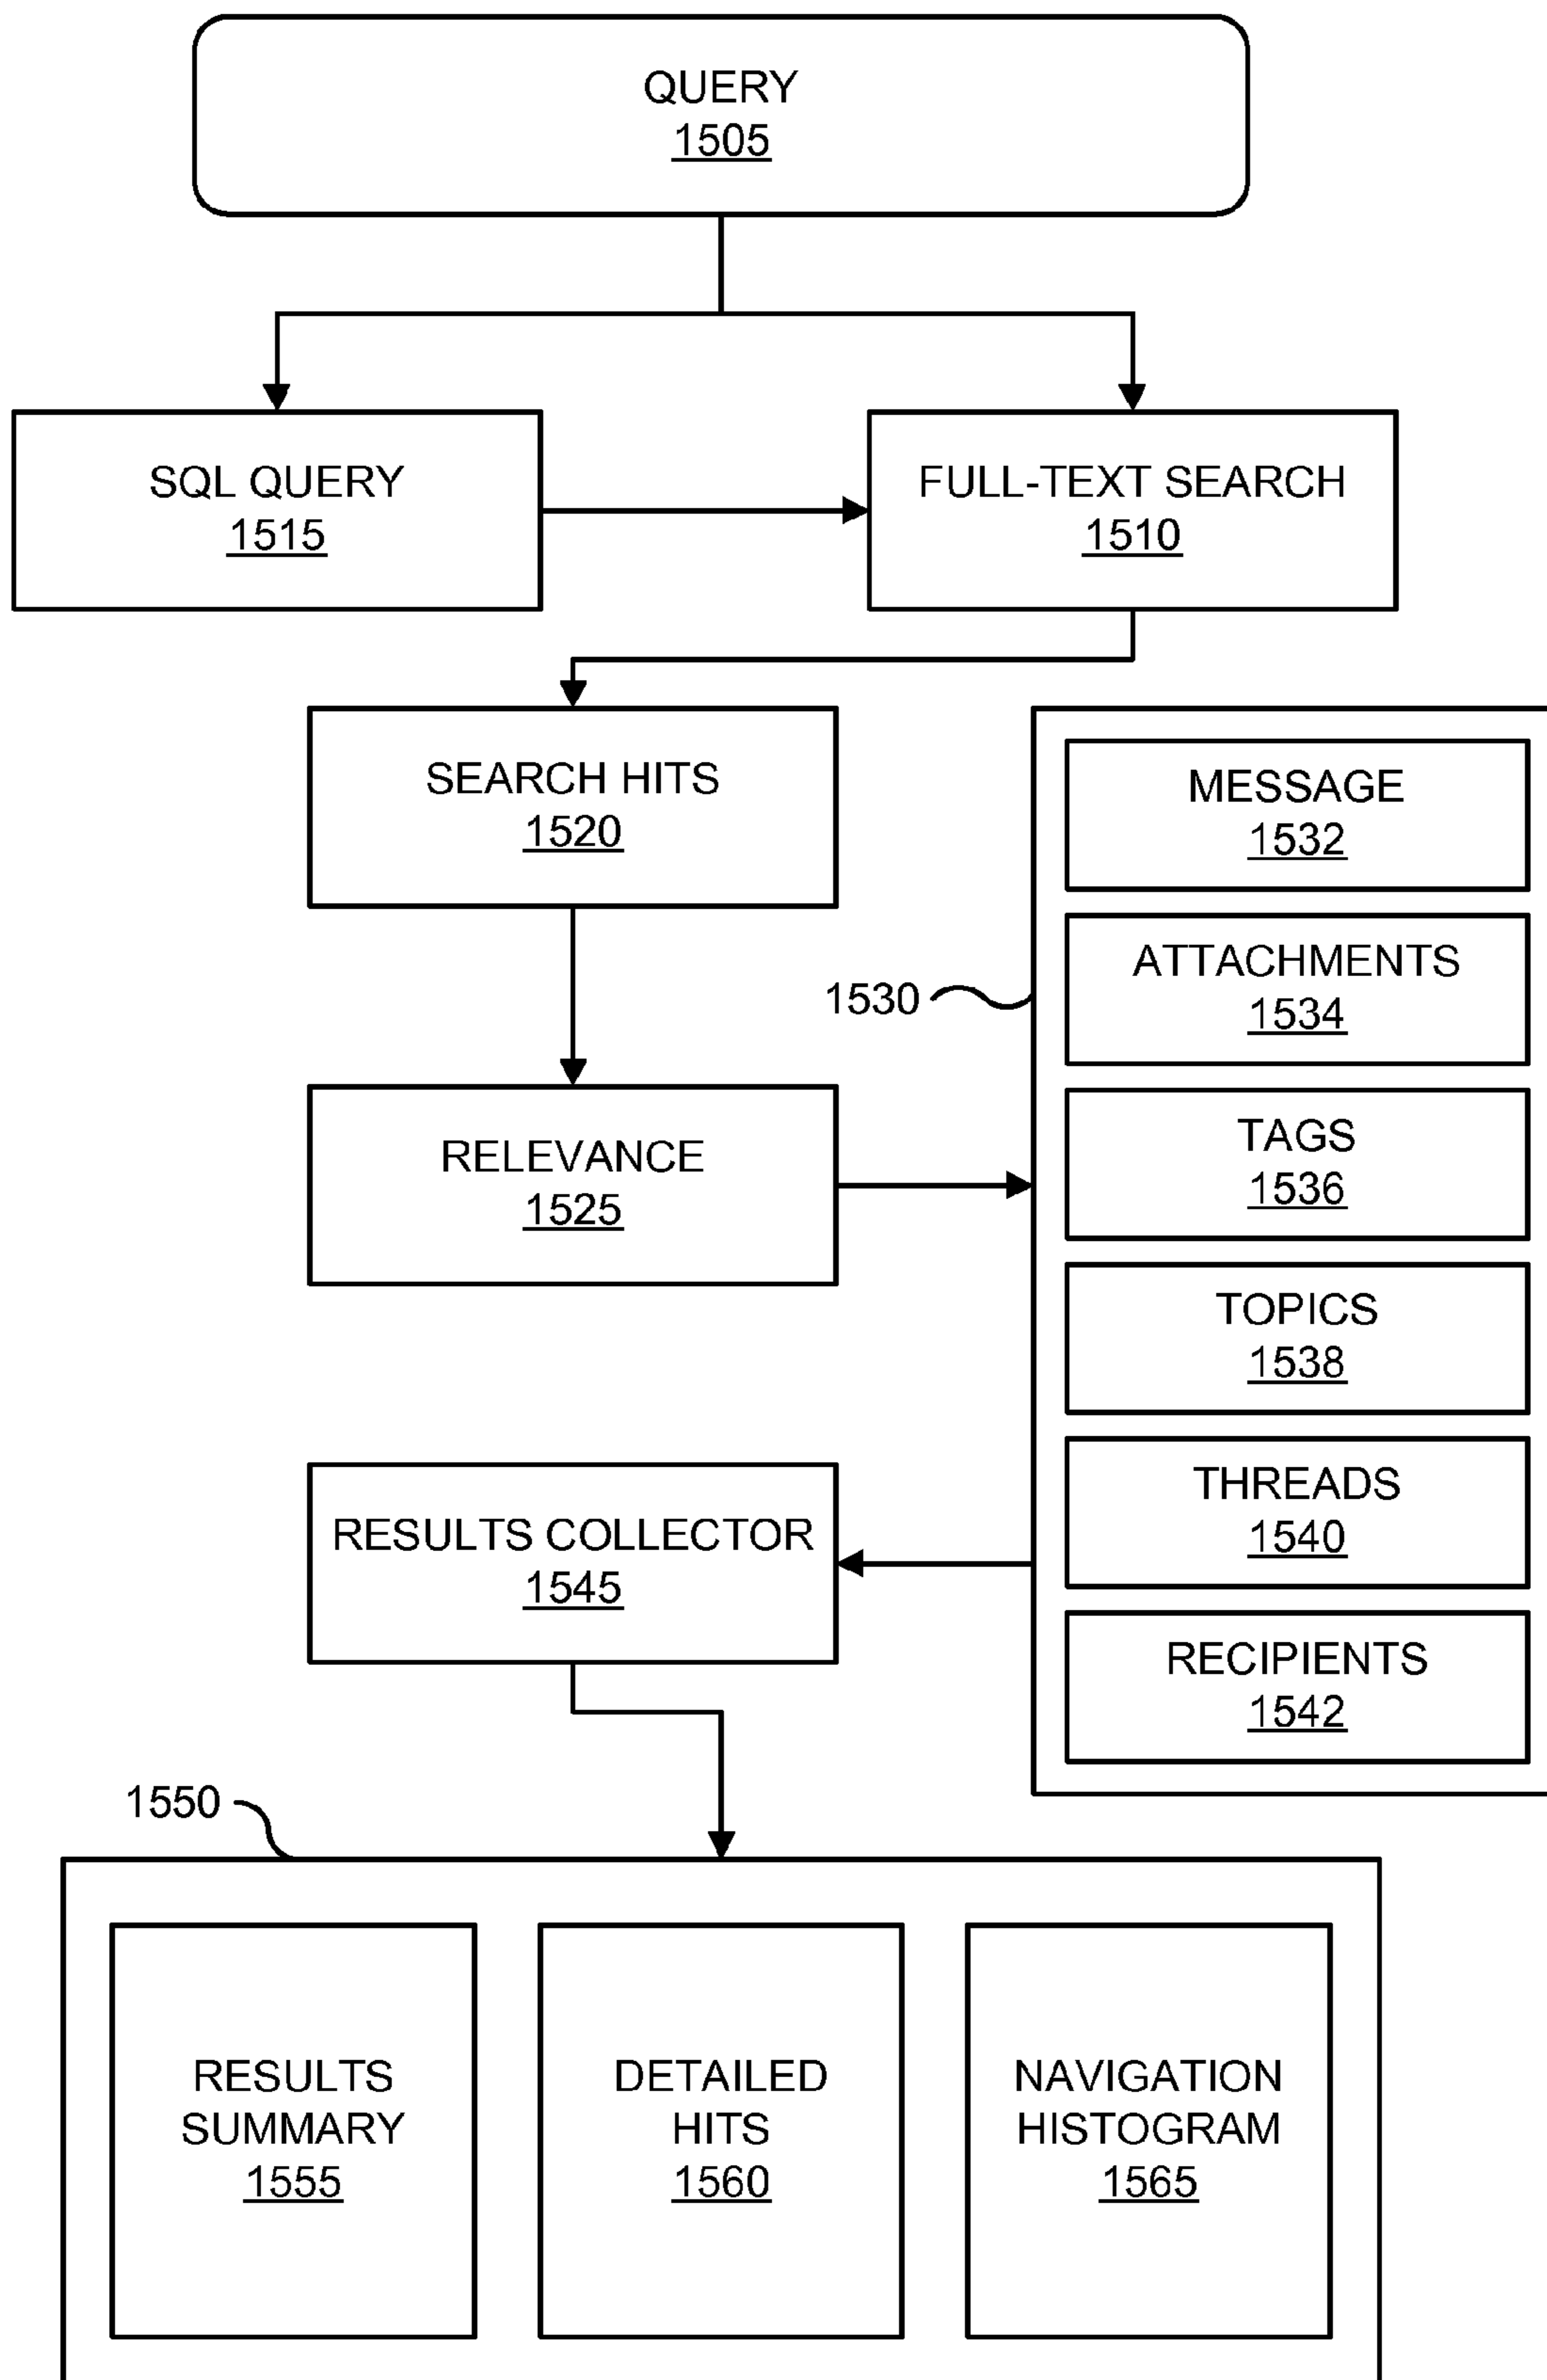 QUERY
1505
SQL QUERY
1515
FULL-TEXT SEARCH
1510
SEARCH HITS
1520
RELEVANCE
1525
1530
MESSAGE
1532
ATTACHMENTS
1534
TAGS
1536
TOPICS
1538
THREADS
1540
RECIPIENTS
1542
RESULTS COLLECTOR
1545
1550
RESULTS
SUMMARY
1555
DETAILED
HITS
1560
NAVIGATION
HISTOGRAM
1565